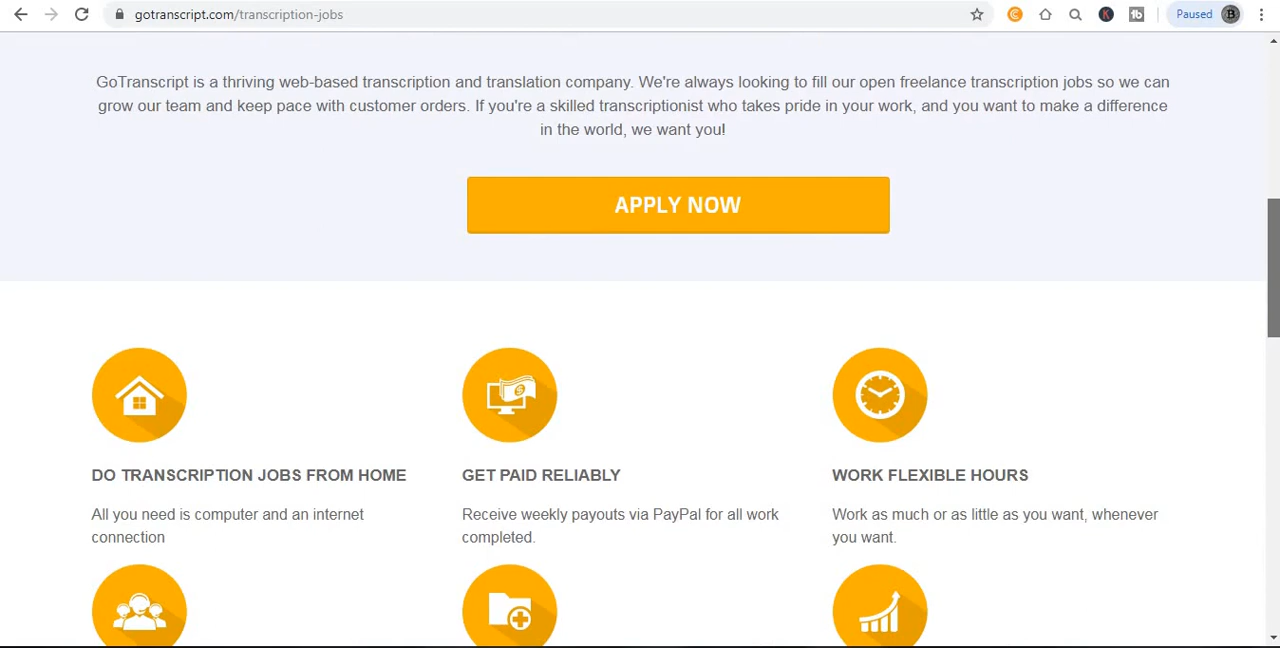 gotranscript.com/transcription-jobs
Paused
GoTranscript is a thriving web-based transcription and translation company. We're always looking to fill our open freelance transcription jobs so we can
grow our team and keep pace with customer orders. If you're a skilled transcriptionist who takes pride in your work, and you want to make a difference
in the world, we want you!
APPLY NOW
DO TRANSCRIPTION JOBS FROM HOME
GET PAID RELIABLY
WORK FLEXIBLE HOURS
All you need is computer and an internet
connection
Receive weekly payouts via PayPal for all work
completed.
Work as much or as little as you want, whenever
you want.